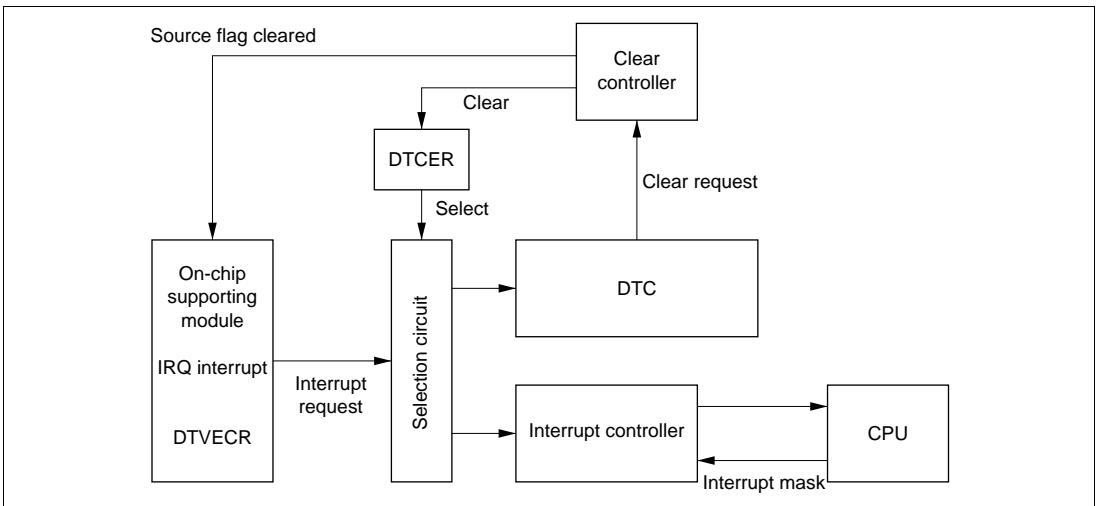 Source flag cleared
Clear
controller
Clear
DTCER
Clear request
Select
On-chip
supporting
module
DTC
Selection circuit
IRQ interrupt
Interrupt
request
DTVECR
Interrupt controller
CPU
Interrupt mask